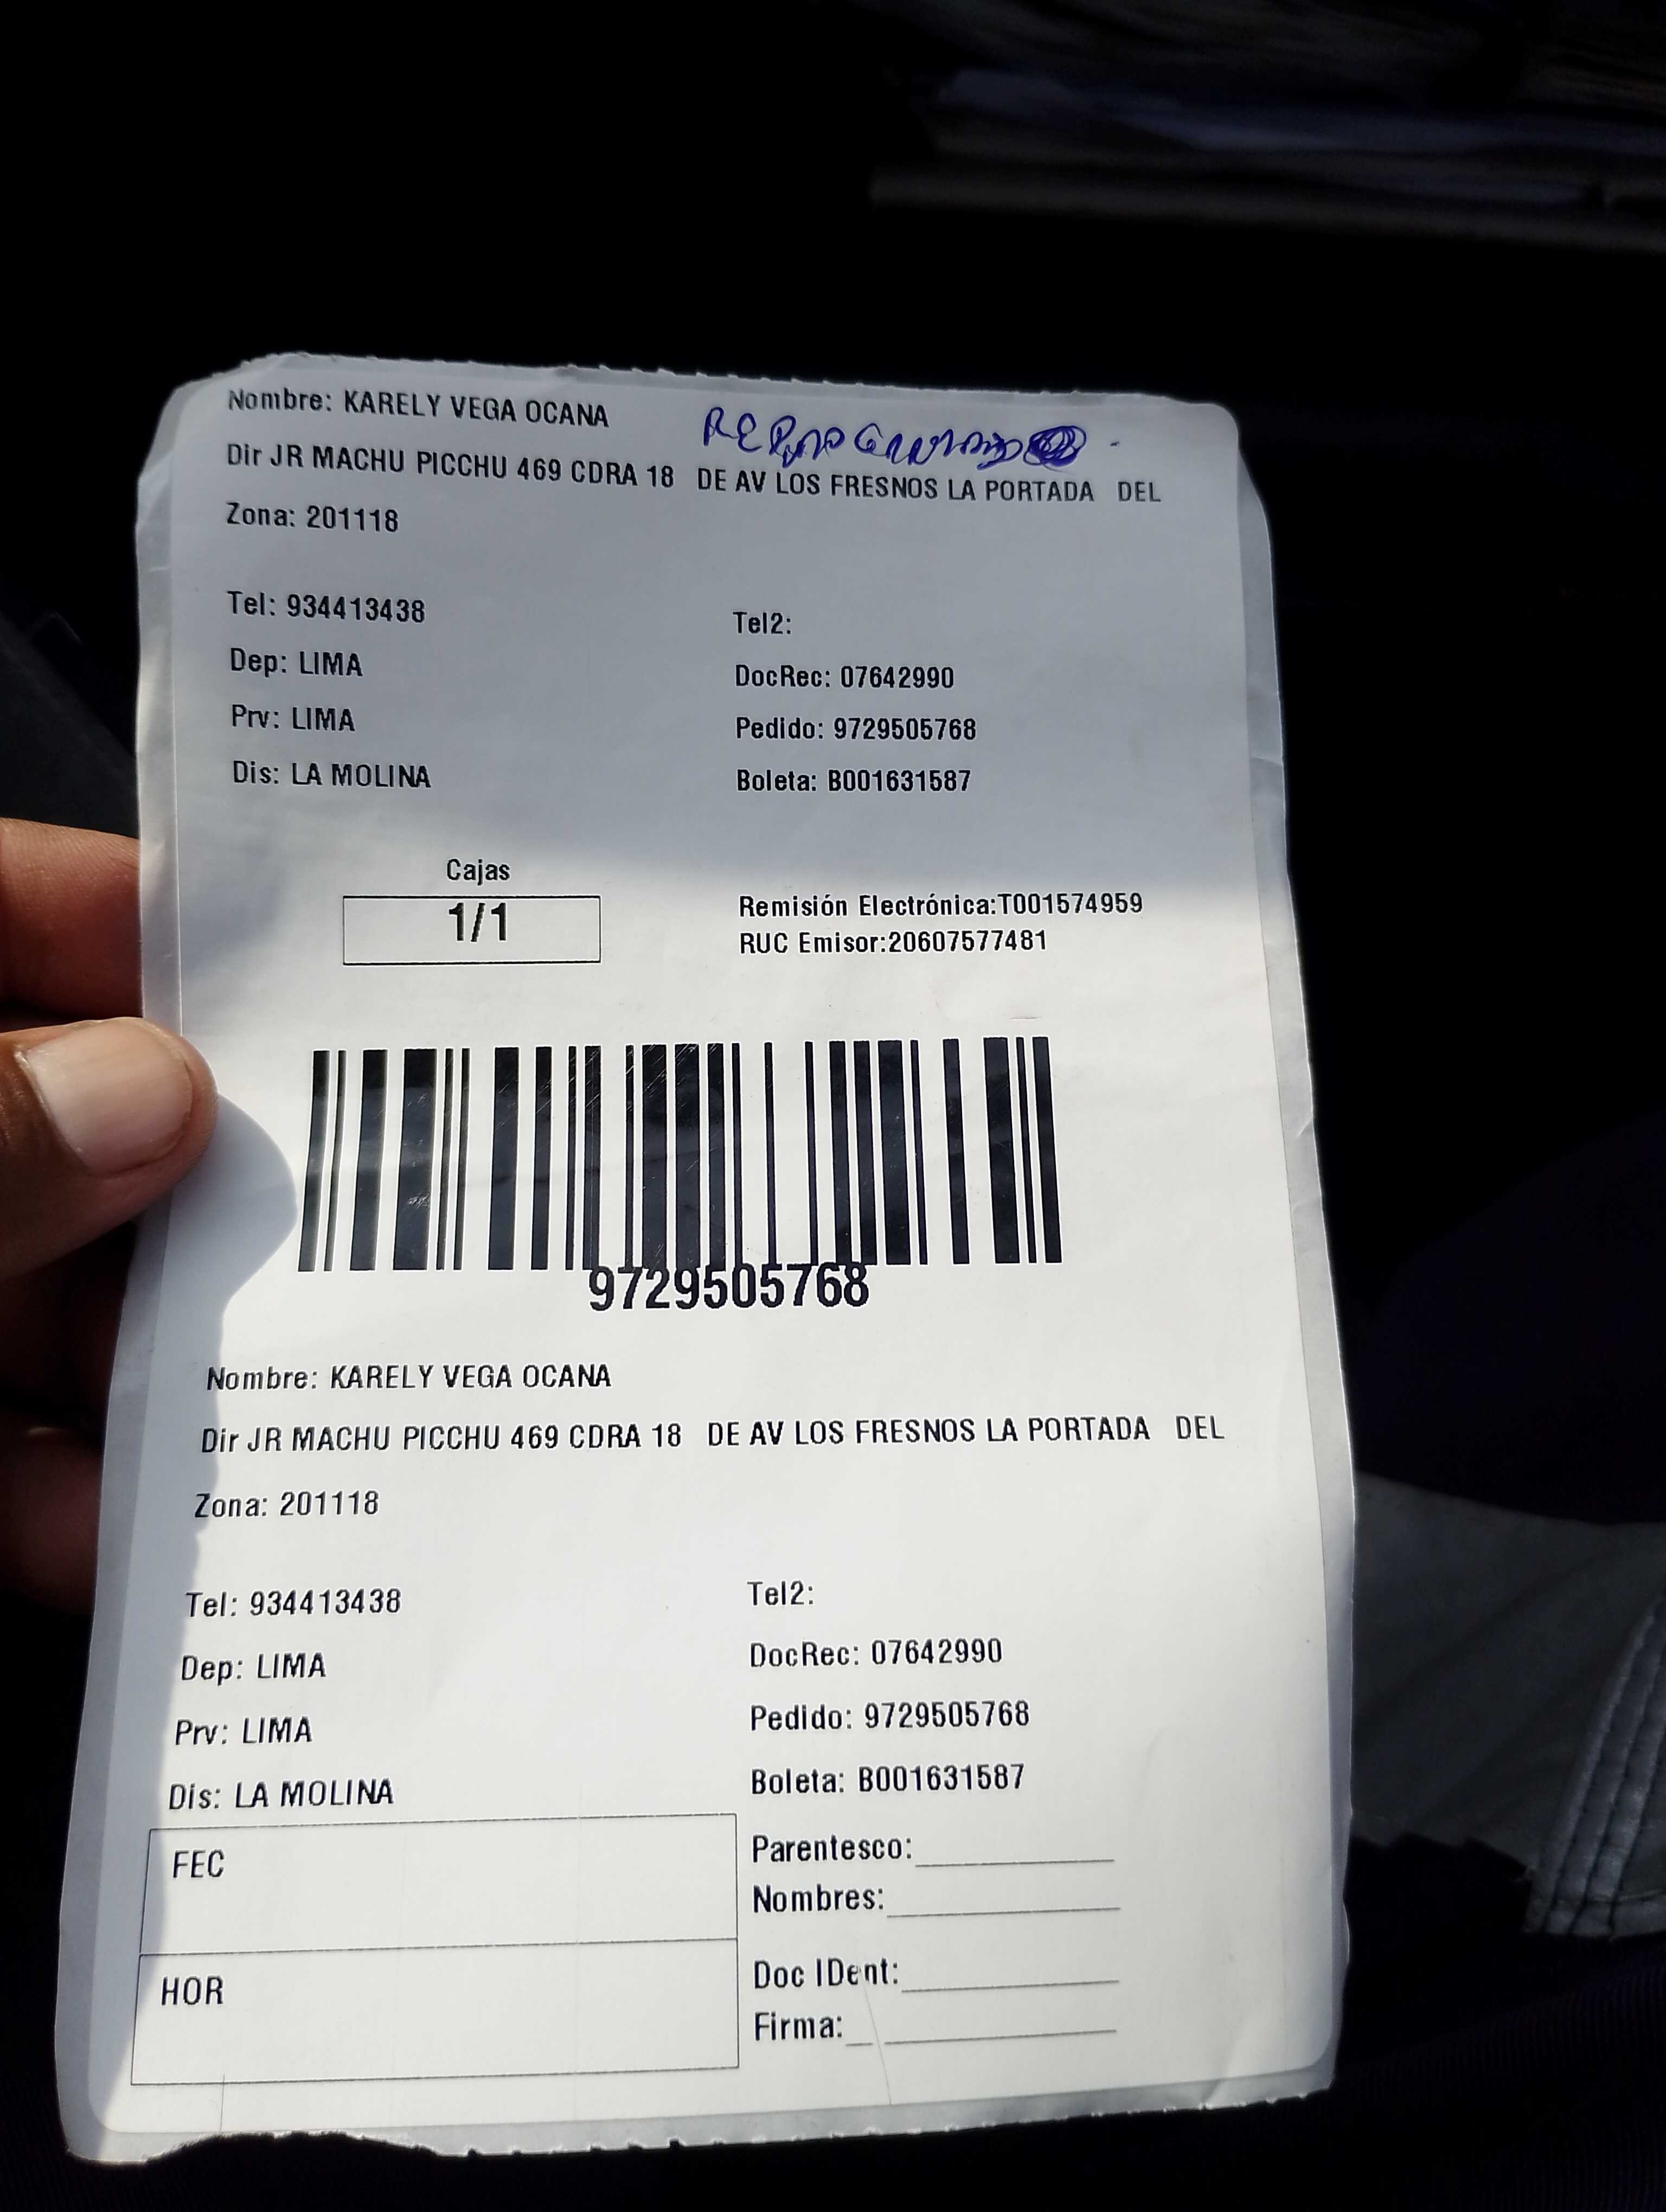 Nombre: KARELY VEGA OCANA
Dir JR MACHU PICCHU 469 CDRA 18 DE AV LOS FRESNOS LA PORTADA DEL
Zona: 201118
Tel: 934413438
Tel2:
Dep: LIMA
DocRec: 07642990
Prv: LIMA
Pedido: 9729505768
Dis: LA MOLINA
Boleta: B001631587
Cajas
1/1
Remisión Electrónica:T001574959
RUC Emisor:20607577481
9729505768
Nombre: KARELY VEGA OCANA
Dir JR MACHU PICCHU 469 CDRA 18 DE AV LOS FRESNOS LA PORTADA DEL
Zona: 201118
Tel: 934413438
Tel2:
Dep: LIMA
DocRec: 07642990
Prv: LIMA
Pedido: 9729505768
Dis: LA MOLINA
Boleta: B001631587
FEC
Parentesco:
Nombres:
HOR
Doc IDent:
Firma: